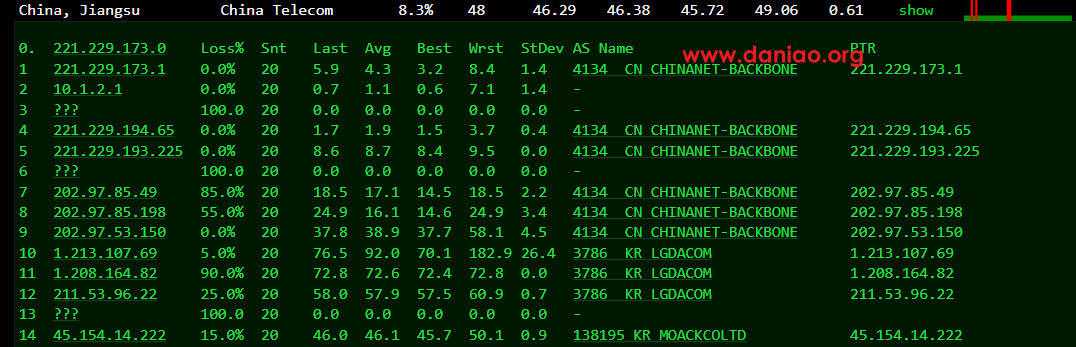 China, Jiangsu China Telecom 8.3% 48 46.29 46.38 45.72 49.06 0.61 show
0. 221.229.173.0 Loss% Snt Last Avg Best Wrst StDev AS Name PTR
www.daniao.org
1 221.229.173.1 0.0% 20 5.9 4.3 3.2 8.4 1.4 4134 CN CHINANET-BACKBONE 221.229.173.1
2 10.1.2.1 0.0% 20 0.7 1.1 0.6 7.1 1.4 -
3 ??? 100.0 20 0.0 0.0 0.0 0.0 0.0 -
4 221.229.194.65 0.0% 20 1.7 1.9 1.5 3.7 0.4 4134 CN CHINANET-BACKBONE 221.229.194.65
5 221.229.193.225 0.0% 20 8.6 8.7 8.4 9.5 0.0 4134 CN CHINANET-BACKBONE 221.229.193.225
6 ??? 100.0 20 0.0 0.0 0.0 0.0 0.0 -
7 202.97.85.49 85.0% 20 18.5 17.1 14.5 18.5 2.2 4134 CN CHINANET-BACKBONE 202.97.85.49
8 202.97.85.198 55.0% 20 24.9 16.1 14.6 24.9 3.4 4134 CN CHINANET-BACKBONE 202.97.85.198
9 202.97.53.150 0.0% 20 37.8 38.9 37.7 58.1 4.5 4134 CN CHINANET-BACKBONE 202.97.53.150
10 1.213.107.69 5.0% 20 76.5 92.0 70.1 182.9 26.4 3786 KR LGDACOM 1.213.107.69
11 1.208.164.82 90.0% 20 72.8 72.6 72.4 72.8 0.0 3786 KR LGDACOM 1.208.164.82
12 211.53.96.22 25.0% 20 58.0 57.9 57.5 60.9 0.7 3786 KR LGDACOM 211.53.96.22
13 ??? 100.0 20 0.0 0.0 0.0 0.0 0.0 -
14 45.154.14.222 15.0% 20 46.0 46.1 45.7 50.1 0.9 138195 KR MOACKCOLTD 45.154.14.222